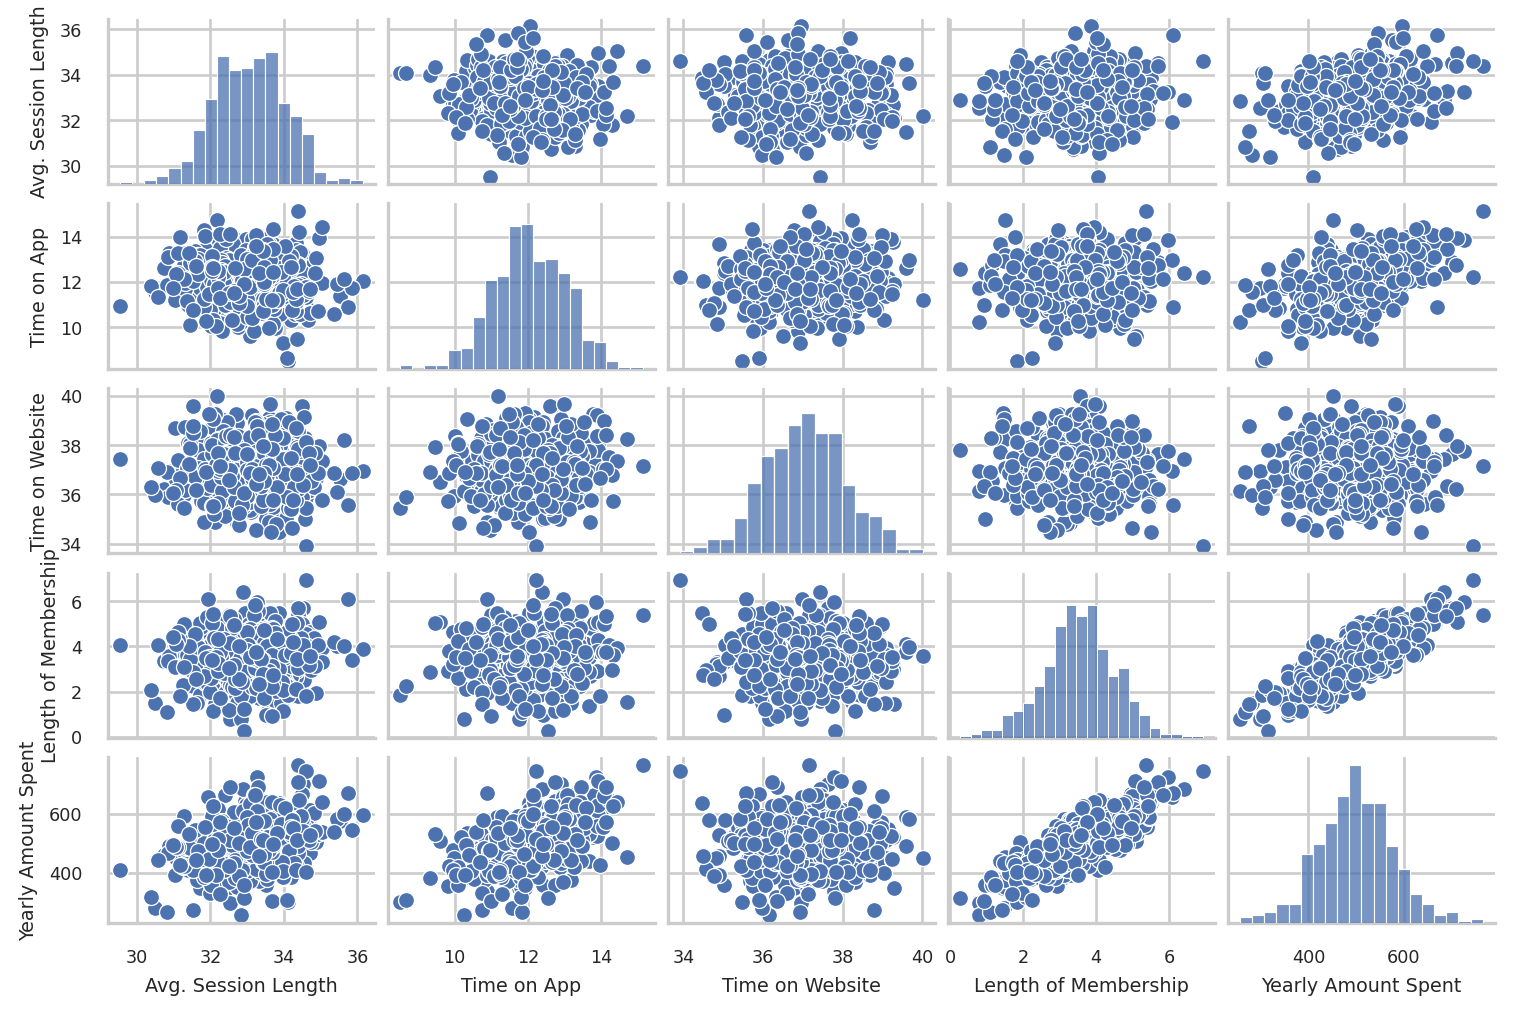 Avg. Session Length
36
34
32
30
Time on App
14
12
10
Time on Website
40
38
36
34
Length of Membership
6
4
2
0
Yearly Amount Spent
600
400
30 32 34 36 10 12 14 34 36 38 40 0 2 4 6 400 600
Avg. Session Length Time on App Time on Website Length of Membership Yearly Amount Spent